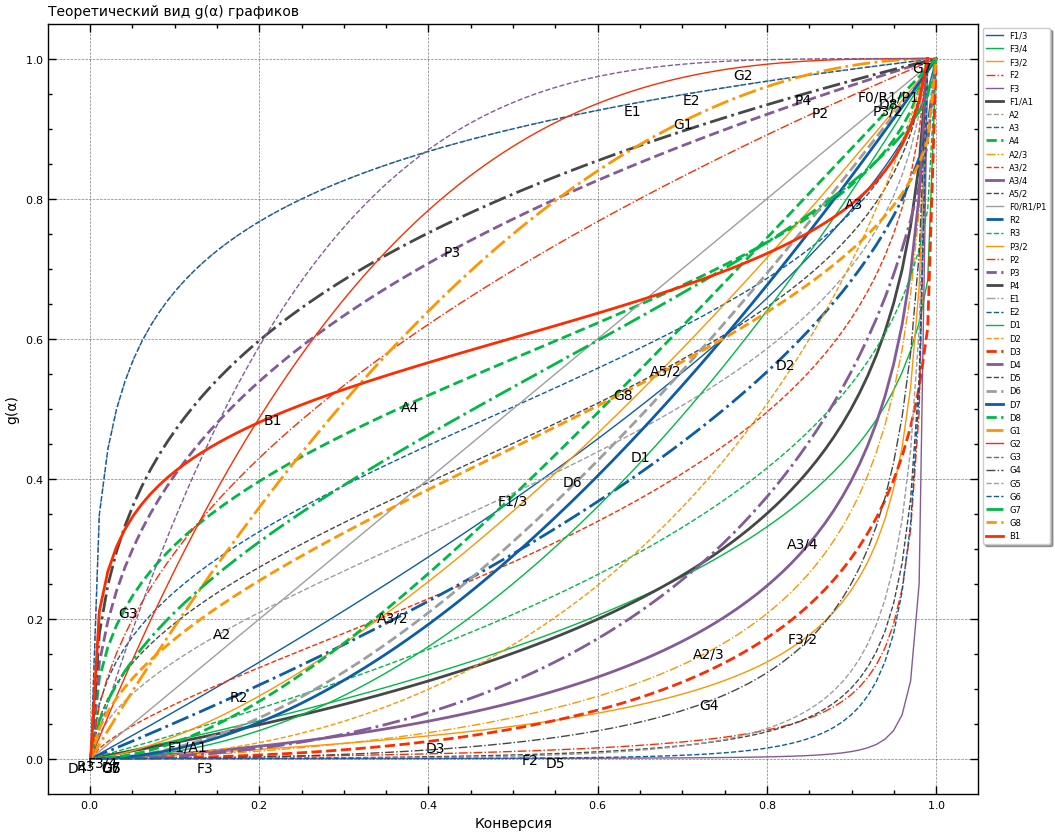 Теоретический вид g(α) графиков
g(α)
1.0
0.8
0.6
0.4
0.2
0.0
0.0
0.2
0.4
0.6
0.8
1.0
Конверсия
G7
G2
F0/R1/P1
D8
P3/2
P4
P2
E2
E1
G1
A3
P3
D2
A5/2
G8
A4
B1
D1
D6
F1/3
A3/4
G3
A3/2
A2
F3/2
A2/3
R2
G4
F1/A1
D3
F2
D5
F3
D4
R3
F3/4
F1/3
F3/4
F3/2
F2
F3
F1/A1
A2
A3
A4
A2/3
A3/2
A3/4
A5/2
F0/R1/P1
R2
R3
P3/2
P2
P3
P4
E1
E2
D1
D2
D3
D4
D5
D6
D7
D8
G1
G2
G3
G4
G5
G6
G7
G8
B1